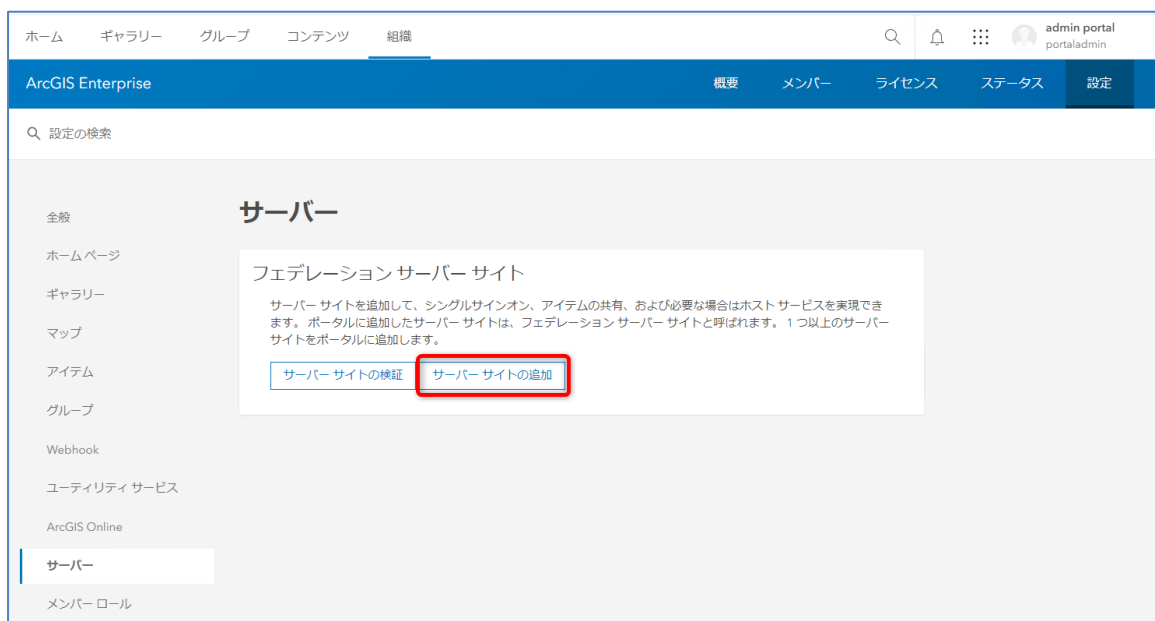 ホーム ギャラリー グループ コンテンツ 組織 admin portal
portaladmin
ArcGIS Enterprise 概要 メンバー ライセンス ステータス 設定
設定の検索
全般
ホーム ページ
ギャラリー
マップ
アイテム
グループ
Webhook
ユーティリティ サービス
ArcGIS Online
サーバー
メンバー ロール
サーバー
フェデレーション サーバー サイト
サーバー サイトを追加して、シングルサインオン、アイテムの共有、および必要な場合はホスト サービスを実現でき
ます。 ポータルに追加したサーバー サイトは、フェデレーション サーバー サイトと呼ばれます。 1 つ以上のサーバー
サイトをポータルに追加します。
サーバー サイトの検証 サーバー サイトの追加